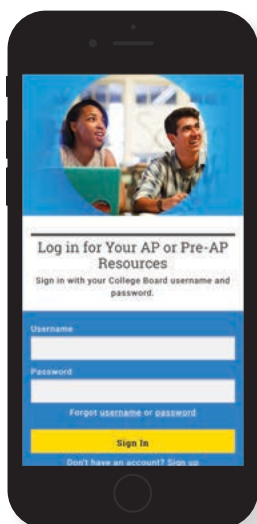 Log in for Your AP or Pre-AP
Resources
Sign in with your College Board username and
password.
Username
Password
Forgot username or password
Sign In
Don't have an account? Sign up